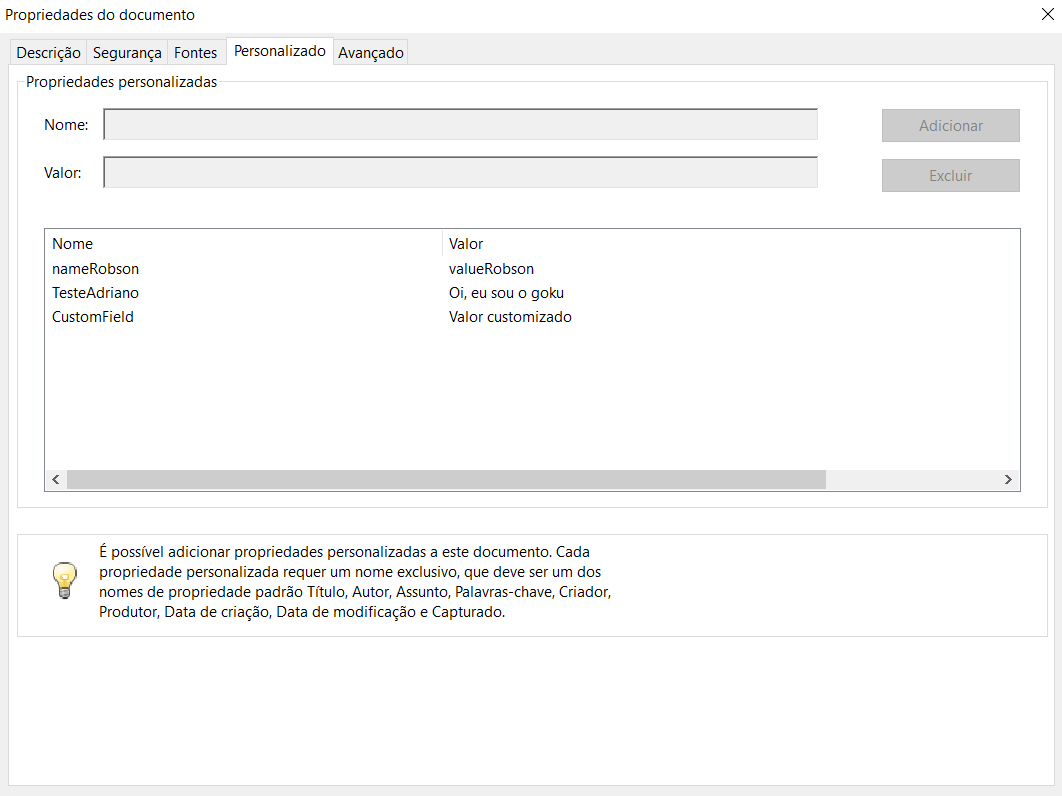 Propriedades do documento
Descrição Segurança Fontes Personalizado Avançado
Propriedades personalizadas
Nome: Adicionar
Valor: Excluir
Nome Valor
nameRobson valueRobson
TesteAdriano Oi, eu sou o goku
CustomField Valor customizado
É possível adicionar propriedades personalizadas a este documento. Cada
propriedade personalizada requer um nome exclusivo, que deve ser um dos
nomes de propriedade padrão Título, Autor, Assunto, Palavras-chave, Criador,
Produtor, Data de criação, Data de modificação e Capturado.